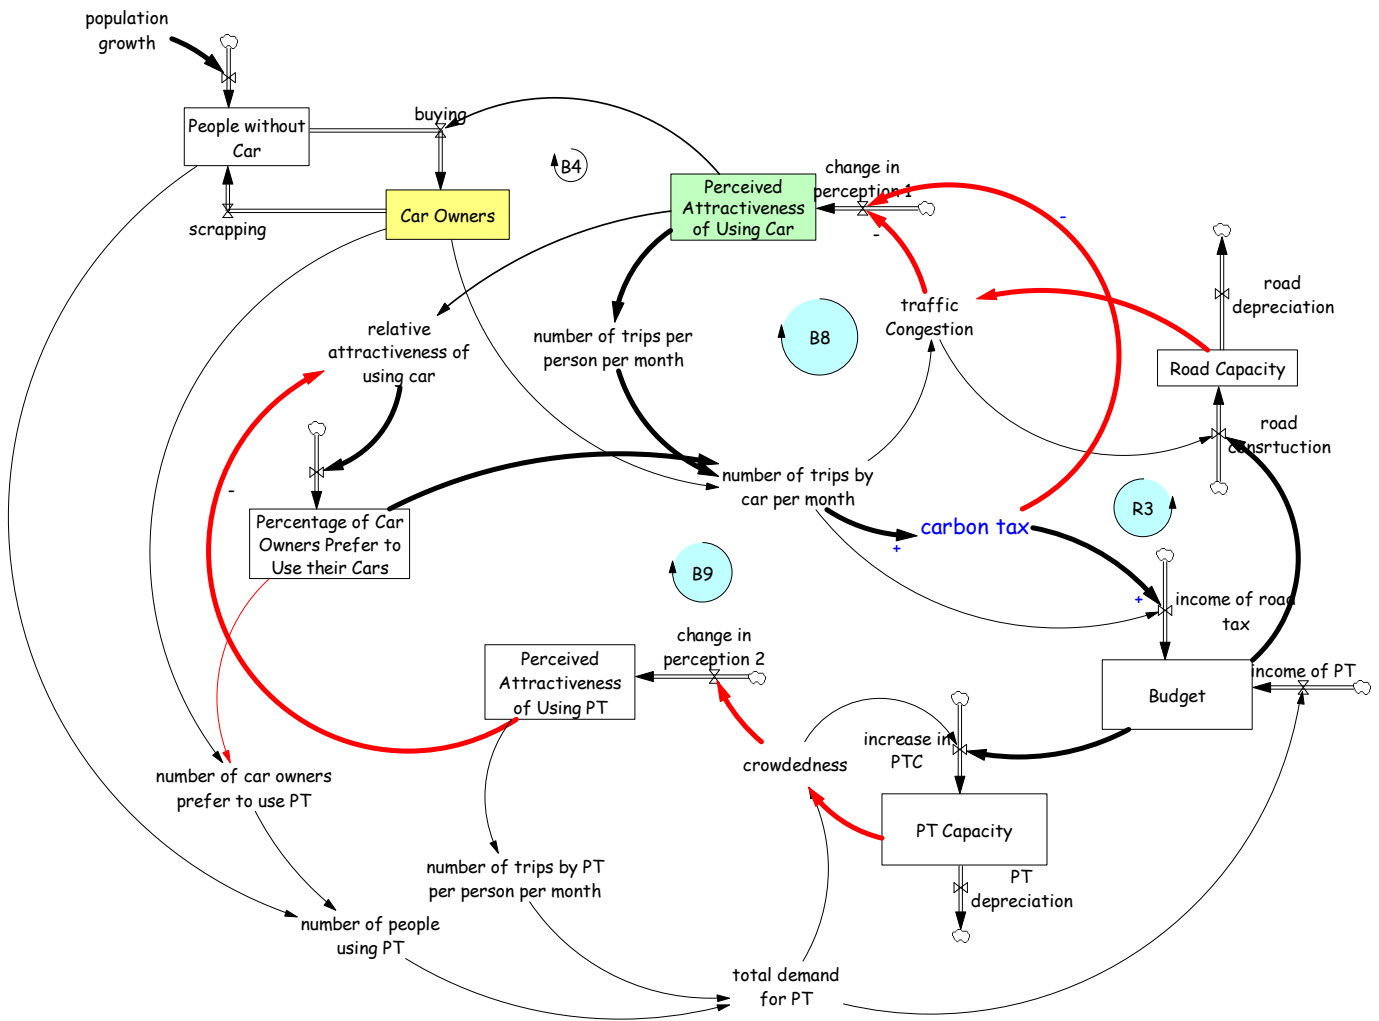 population
growth
buying
People without
Car
B4
Perceived
Attractiveness
of Using Car
change in
perception 1
-
-
Car Owners
scrapping
road
depreciation
relative
attractiveness of
using car
number of trips per
person per month
B8
traffic
Congestion
Road Capacity
road
consrtuction
number of trips by
car per month
-
Percentage of Car
Owners Prefer to
Use their Cars
carbon tax
+
R3
B9
+
income of road
tax
change in
perception 2
Perceived
Attractiveness
of Using PT
income of PT
Budget
increase in
PTC
crowdedness
number of car owners
prefer to use PT
PT Capacity
number of trips by PT
per person per month
PT
depreciation
number of people
using PT
total demand
for PT